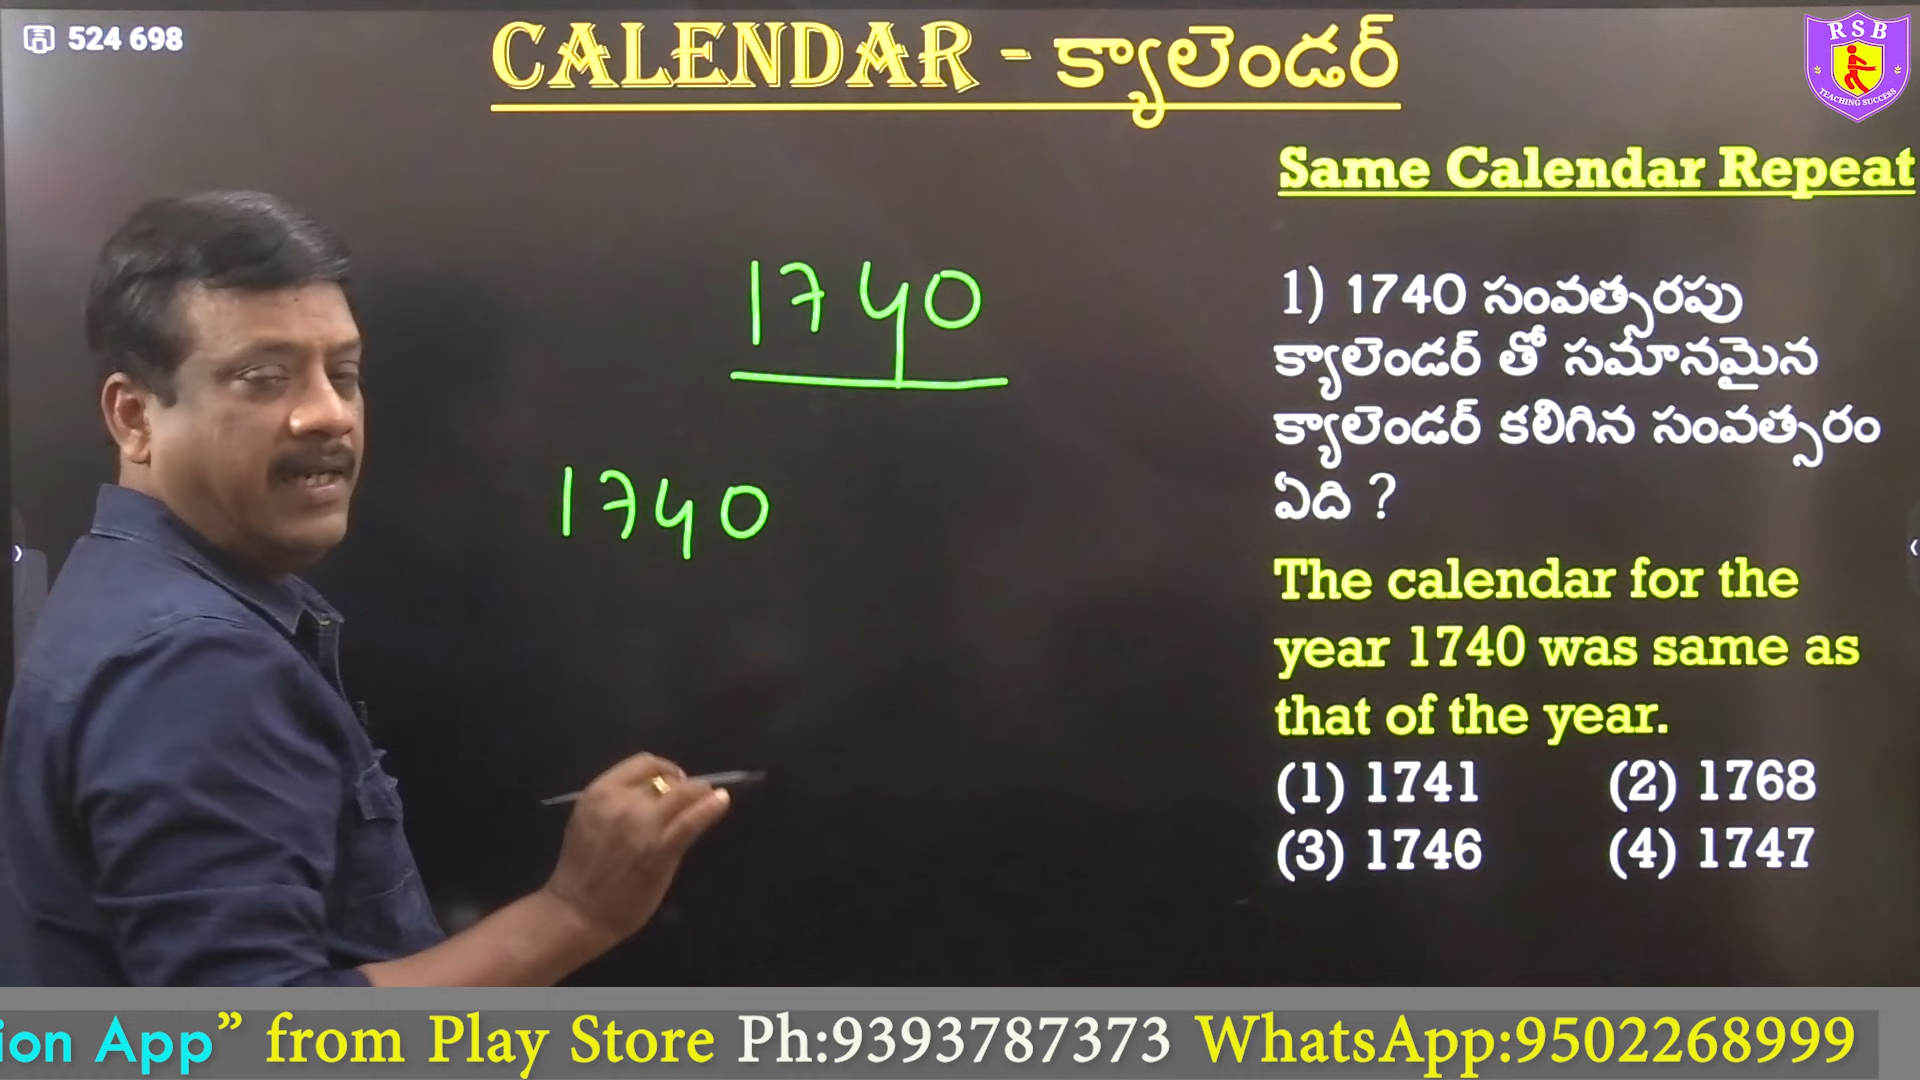 524 698
CALENDAR - క్యాలెండర్
RSB
TEACHING SUCCESS
Same Calendar Repeat
1740
1740
1) 1740 సంవత్సరపు
క్యాలెండర్ తో సమానమైన
క్యాలెండర్ కలిగిన సంవత్సరం
ఏది ?
The calendar for the
year 1740 was same as
that of the year.
(1) 1741 (2) 1768
(3) 1746 (4) 1747
ion App” from Play Store Ph:9393787373 WhatsApp:9502268999